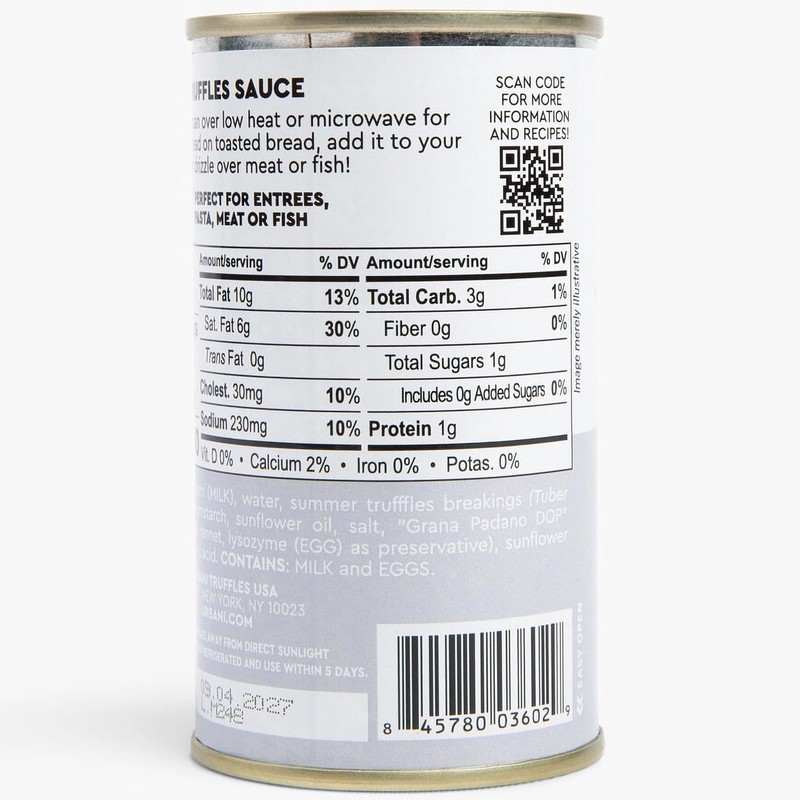 UFFLES SAUCE
an over low heat or microwave for
ad on toasted bread, add it to your
drizzle over meat or fish!
ERFECT FOR ENTREES,
PASTA, MEAT OR FISH
SCAN CODE
FOR MORE
INFORMATION
AND RECIPES!
Image merely illustrative
Amount/serving % DV Amount/serving % DV
Total Fat 10g 13% Total Carb. 3g 1%
Sat. Fat 6g 30% Fiber 0g 0%
Trans Fat 0g Total Sugars 1g
Cholest. 30mg 10% Includes 0g Added Sugars 0%
Sodium 230mg 10% Protein 1g
Vit. D 0% • Calcium 2% • Iron 0% • Potas. 0%
(MILK), water, summer trufffles breakings (Tuber
starch, sunflower oil, salt, "Grana Padano DOP"
rennet, lysozyme (EGG) as preservative), sunflower
acid. CONTAINS: MILK and EGGS.
ANI TRUFFLES USA
NEW YORK, NY 10023
URBANI.COM
AWAY FROM DIRECT SUNLIGHT
REFRIGERATED AND USE WITHIN 5 DAYS.
09.04.2027
L.M248
8 45780 03602 9
<< EASY OPEN